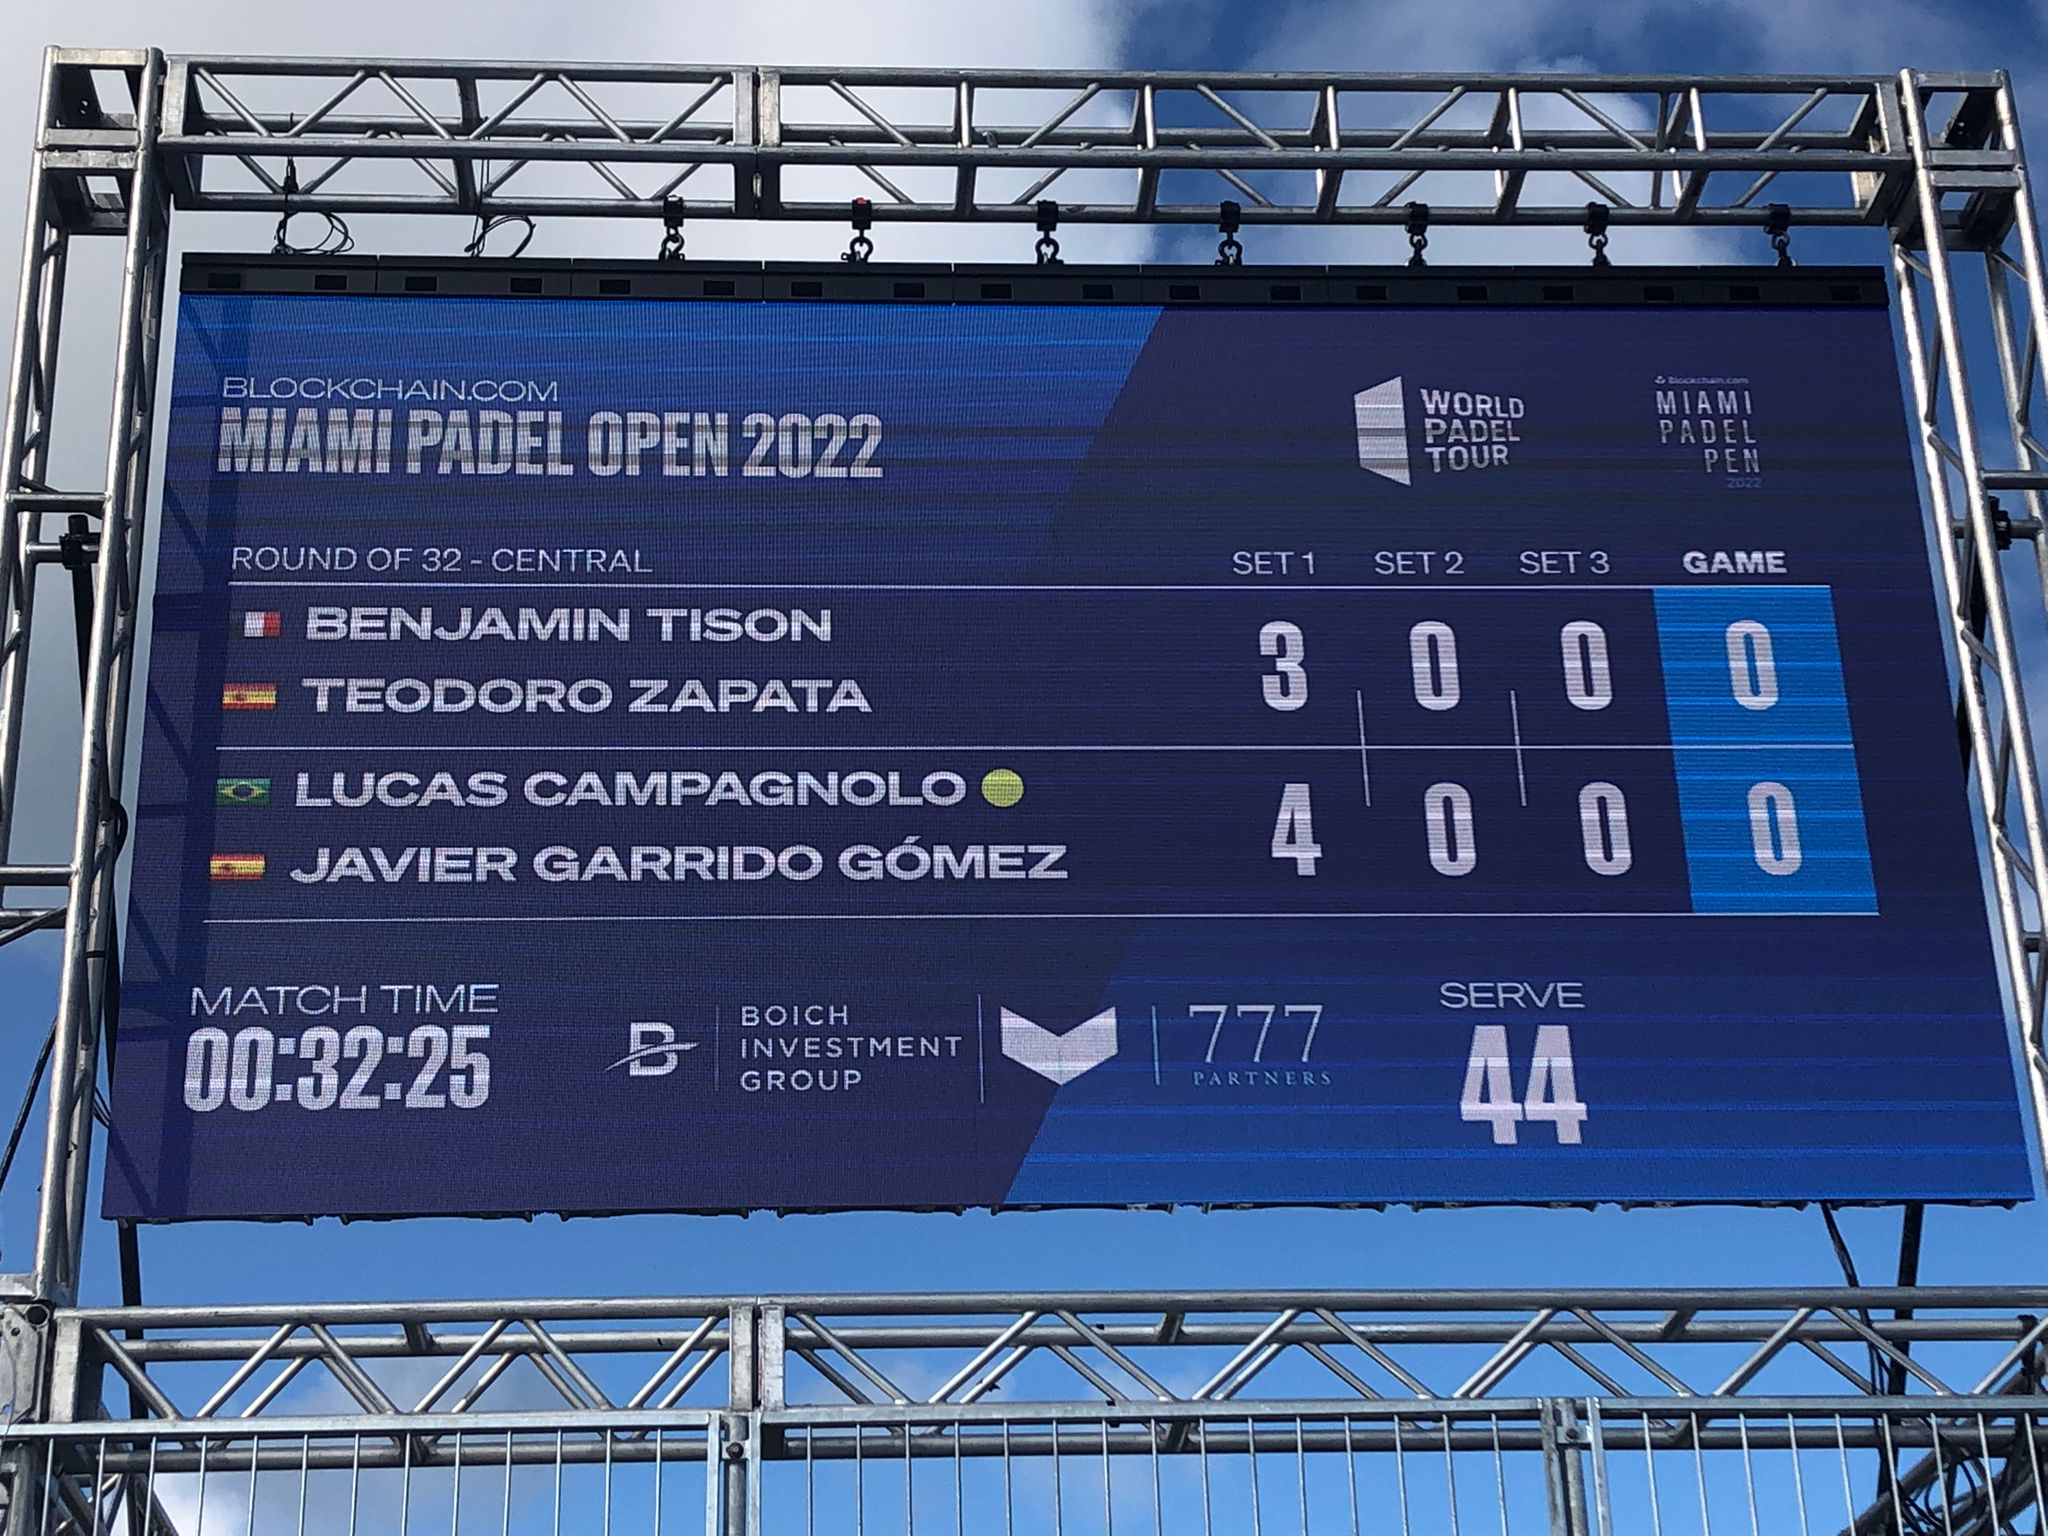 BLOCKCHAIN.COM
MIAMI PADEL OPEN 2022
WORLD
PADEL
TOUR
Blockchain.com
MIAMI
PADEL
PEN
2022
ROUND OF 32 - CENTRAL SET 1 SET 2 SET 3 GAME
BENJAMIN TISON
TEODORO ZAPATA
3 0 0 0
LUCAS CAMPAGNOLO
JAVIER GARRIDO GÓMEZ
4 0 0 0
MATCH TIME
00:32:25
B
BOICH
INVESTMENT
GROUP
777
PARTNERS
SERVE
44